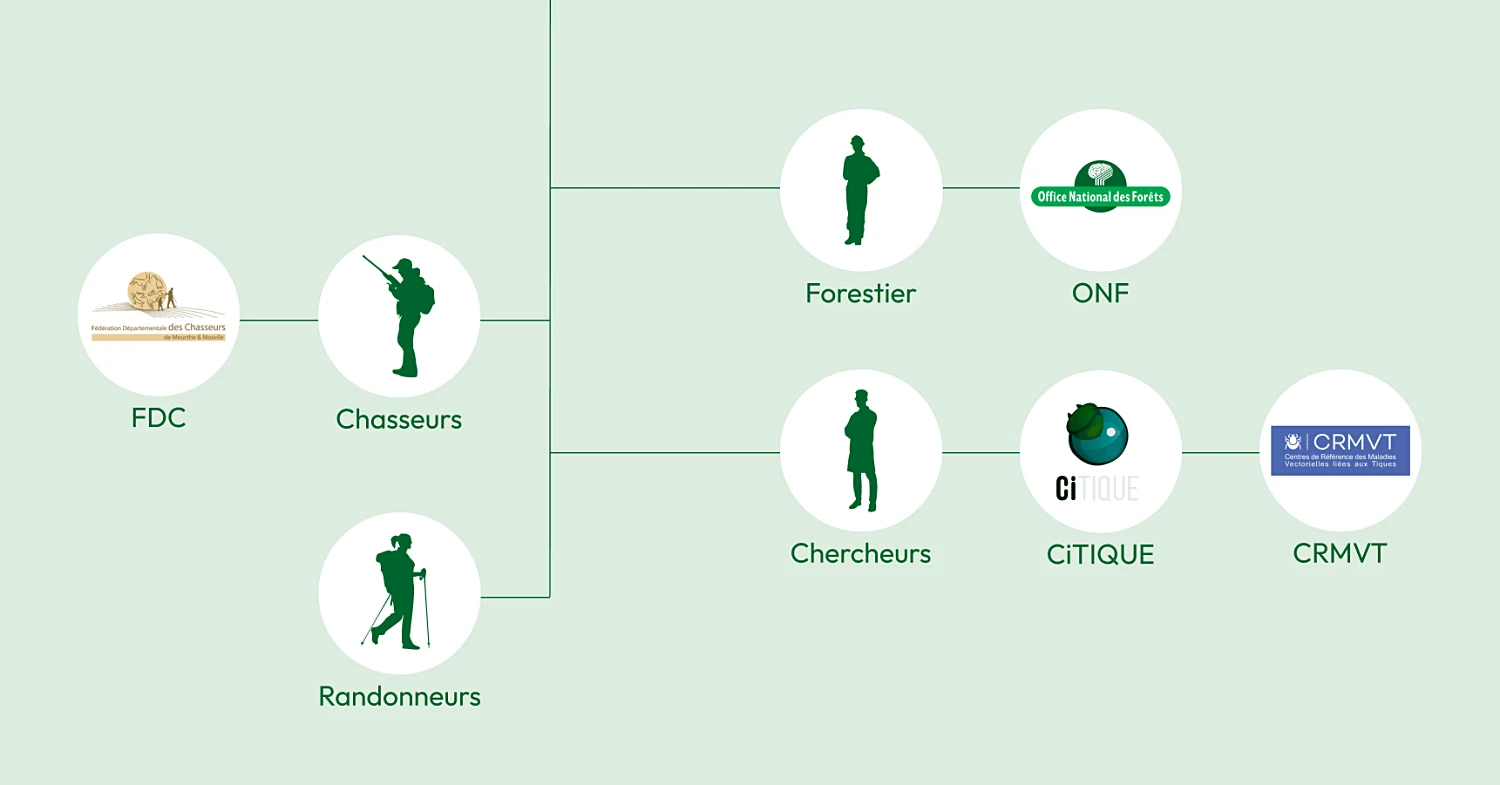 Office National des Forêts
Forestier
ONF
Fédération Départementale des Chasseurs
de Meurthe & Moselle
FDC
Chasseurs
CiTIQUE
CRMVT
Centres de Référence des Maladies
Vectorielles liées aux Tiques
Chercheurs
CiTIQUE
CRMVT
Randonneurs